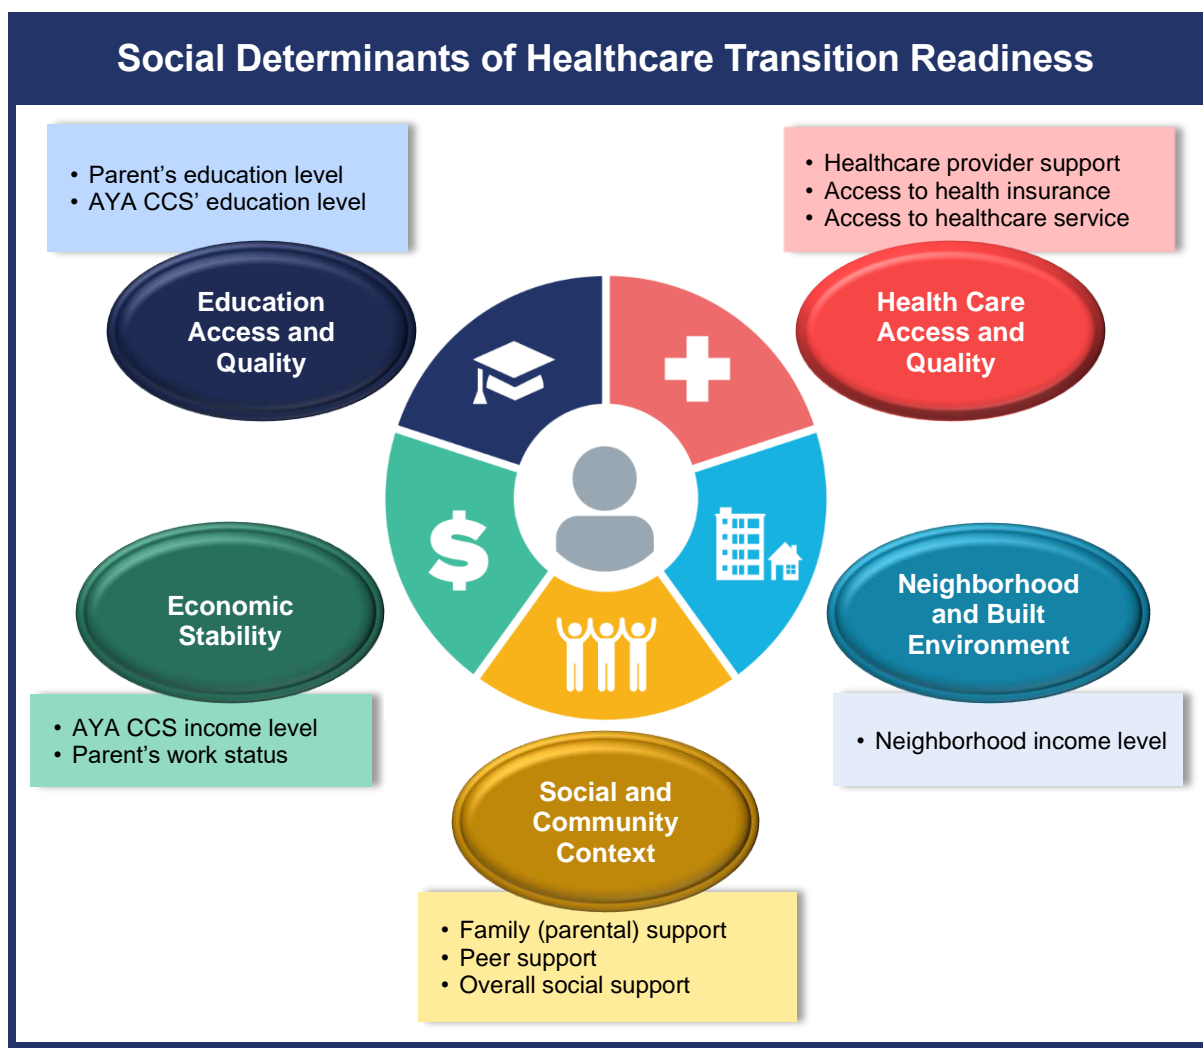 Social Determinants of Healthcare Transition Readiness
• Parent's education level
• AYA CCS' education level
Education
Access and
Quality
• Healthcare provider support
• Access to health insurance
• Access to healthcare service
Health Care
Access and
Quality
$
Economic
Stability
• AYA CCS income level
• Parent's work status
Neighborhood
and Built
Environment
• Neighborhood income level
Social and
Community
Context
• Family (parental) support
• Peer support
• Overall social support